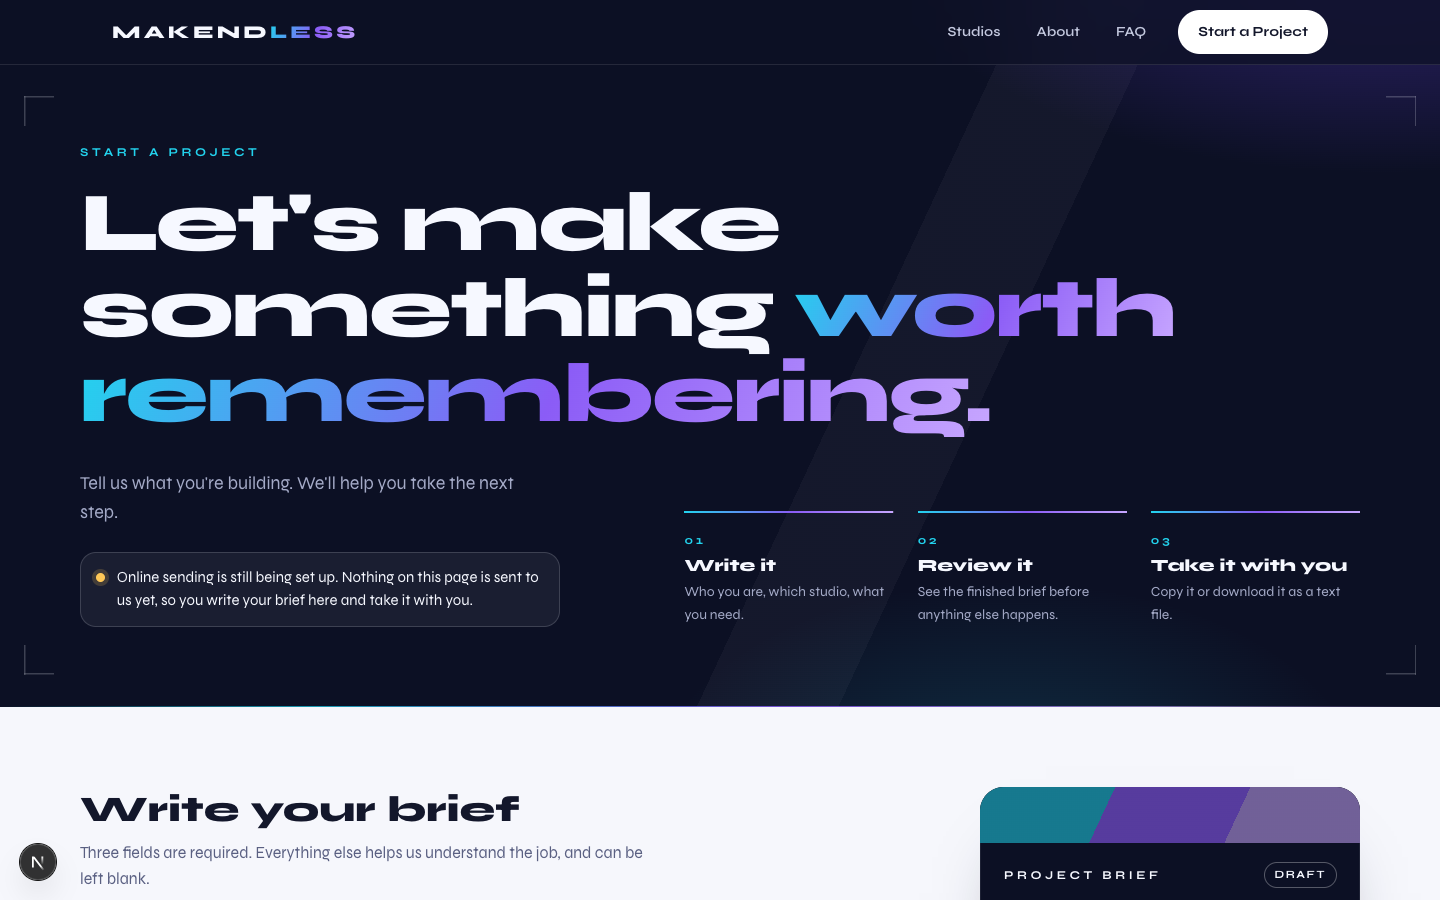 MAKENDLESS
Studios
About
FAQ
Start a Project
START A PROJECT
Let's make
something worth
remembering.
Tell us what you're building. We'll help you take the next
step.
Online sending is still being set up. Nothing on this page is sent to
us yet, so you write your brief here and take it with you.
01
Write it
Who you are, which studio, what
you need.
02
Review it
See the finished brief before
anything else happens.
03
Take it with you
Copy it or download it as a text
file.
Write your brief
Three fields are required. Everything else helps us understand the job, and can be
left blank.
N
PROJECT BRIEF
DRAFT